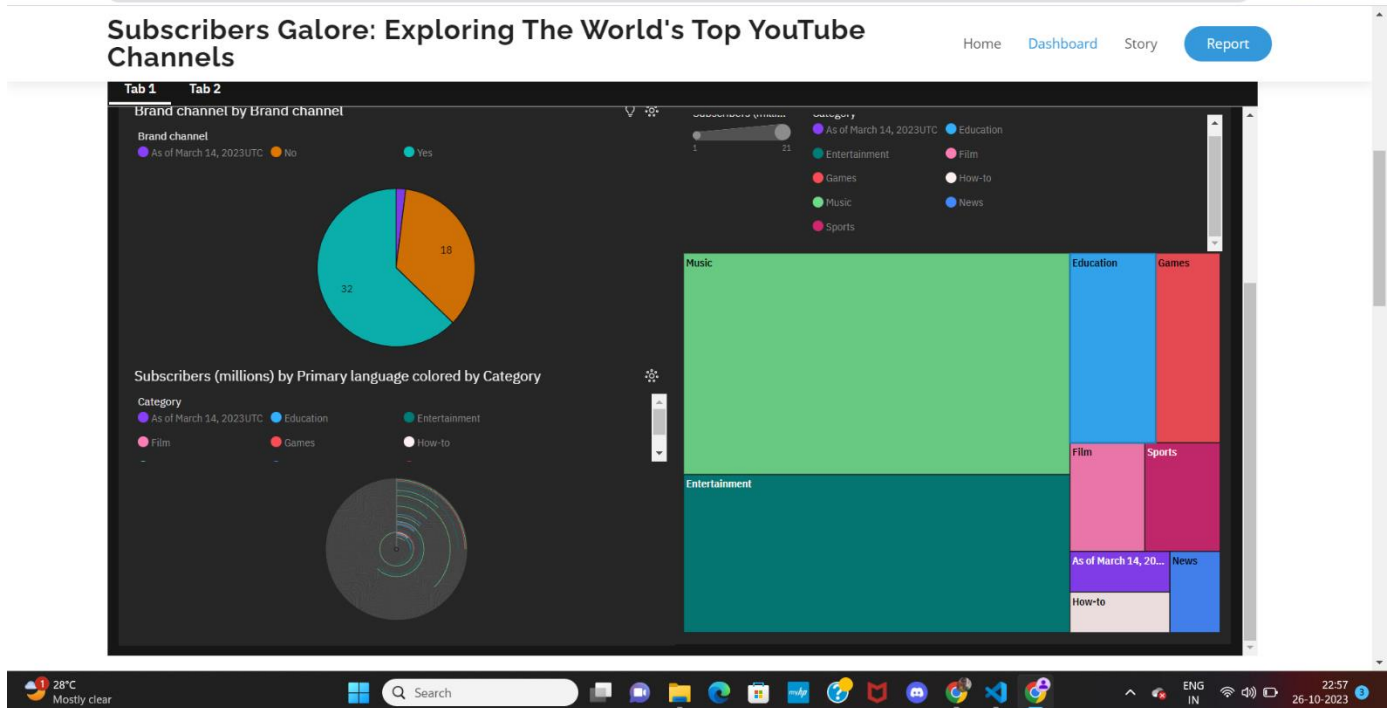 Subscribers Galore: Exploring The World's Top YouTube
Channels
Home Dashboard Story Report
Tab 1 Tab 2
Brand channel by Brand channel
Brand channel
As of March 14, 2023UTC No Yes
18
32
Subscribers (millions) by Primary language colored by Category
Category
As of March 14, 2023UTC Education Entertainment
Film Games How-to
Subscribers (milli... Category
1 21
As of March 14, 2023UTC Education
Entertainment Film
Games How-to
Music News
Sports
Music Education Games
Film Sports
Entertainment
As of March 14, 20... News
How-to
1
28°C
Mostly clear
Search
ENG
IN
22:57
26-10-2023
3